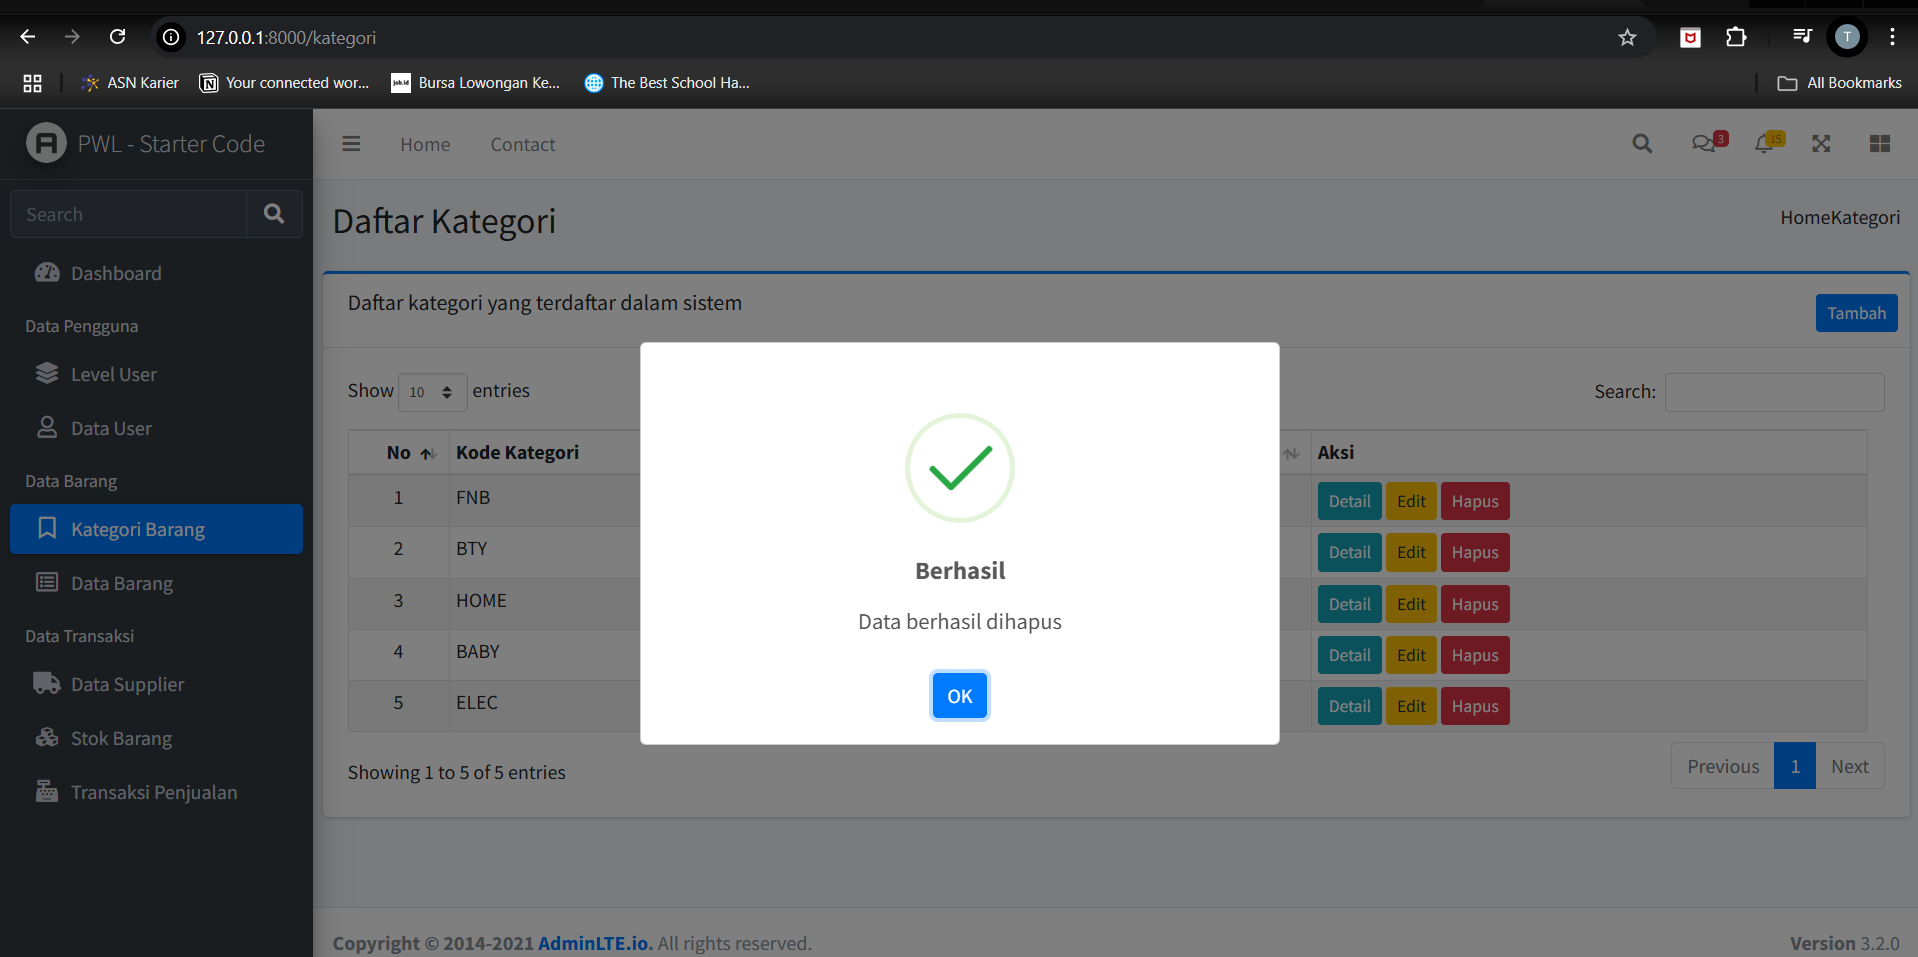 127.0.0.1:8000/kategori
T
ASN Karier
Your connected wor...
Bursa Lowongan Ke...
The Best School Ha...
All Bookmarks
PWL - Starter Code
Home
Contact
3
15
Search
Daftar Kategori
HomeKategori
Dashboard
Data Pengguna
Level User
Data User
Data Barang
Kategori Barang
Data Barang
Data Transaksi
Data Supplier
Stok Barang
Transaksi Penjualan
Daftar kategori yang terdaftar dalam sistem
Tambah
Show 10 entries
Search:
No Kode Kategori Aksi
1 FNB Detail Edit Hapus
2 BTY Detail Edit Hapus
3 HOME Detail Edit Hapus
4 BABY Detail Edit Hapus
5 ELEC Detail Edit Hapus
Showing 1 to 5 of 5 entries
Previous 1 Next
Berhasil
Data berhasil dihapus
OK
Copyright © 2014-2021 AdminLTE.io. All rights reserved.
Version 3.2.0